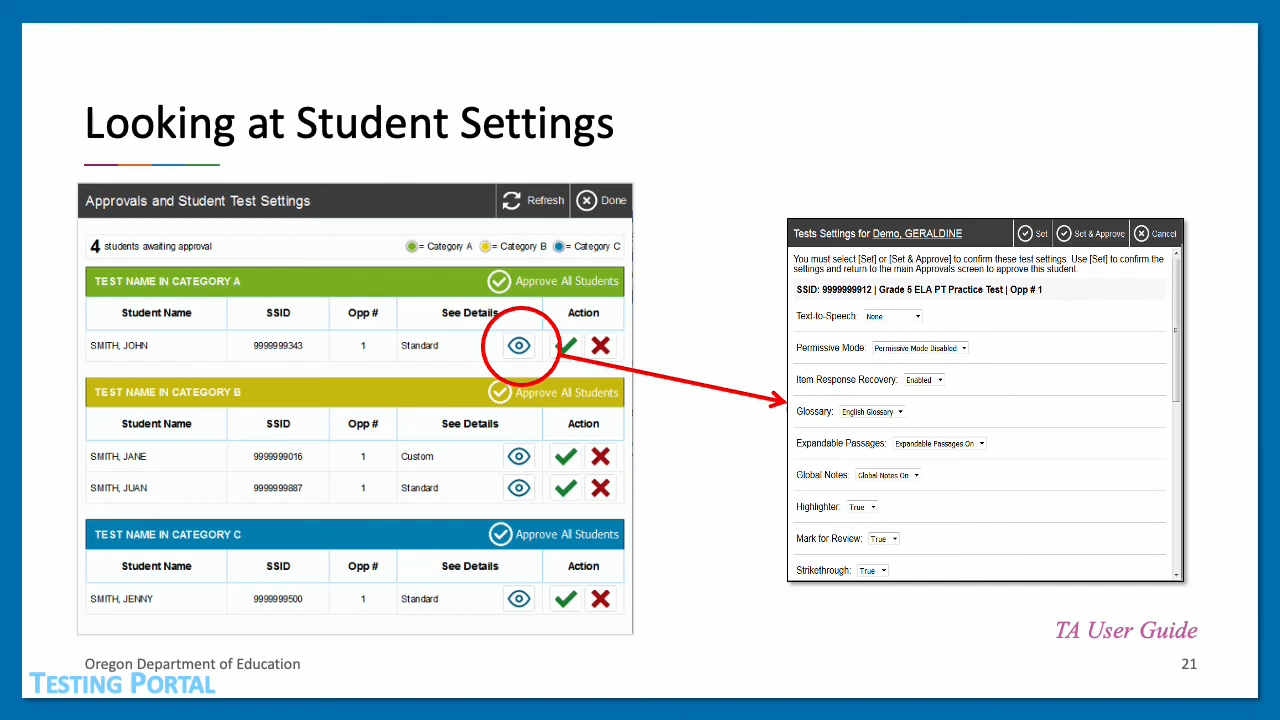 Looking at Student Settings
Approvals and Student Test Settings Refresh Done
4 students awaiting approval = Category A = Category B = Category C
TEST NAME IN CATEGORY A Approve All Students
Student Name SSID Opp # See Details Action
SMITH, JOHN 9999999343 1 Standard
TEST NAME IN CATEGORY B Approve All Students
Student Name SSID Opp # See Details Action
SMITH, JANE 9999999016 1 Custom
SMITH, JUAN 9999999887 1 Standard
TEST NAME IN CATEGORY C Approve All Students
Student Name SSID Opp # See Details Action
SMITH, JENNY 9999999500 1 Standard
Tests Settings for Demo, GERALDINE Set Set & Approve Cancel
You must select [Set] or [Set & Approve] to confirm these test settings. Use [Set] to confirm the
settings and return to the main Approvals screen to approve this student.
SSID: 9999999912 | Grade 5 ELA PT Practice Test | Opp # 1
Text-to-Speech: None
Permissive Mode: Permissive Mode Disabled
Item Response Recovery: Enabled
Glossary: English Glossary
Expandable Passages: Expandable Passages On
Global Notes: Global Notes On
Highlighter: True
Mark for Review: True
Strikethrough: True
TA User Guide
Oregon Department of Education 21
TESTING PORTAL